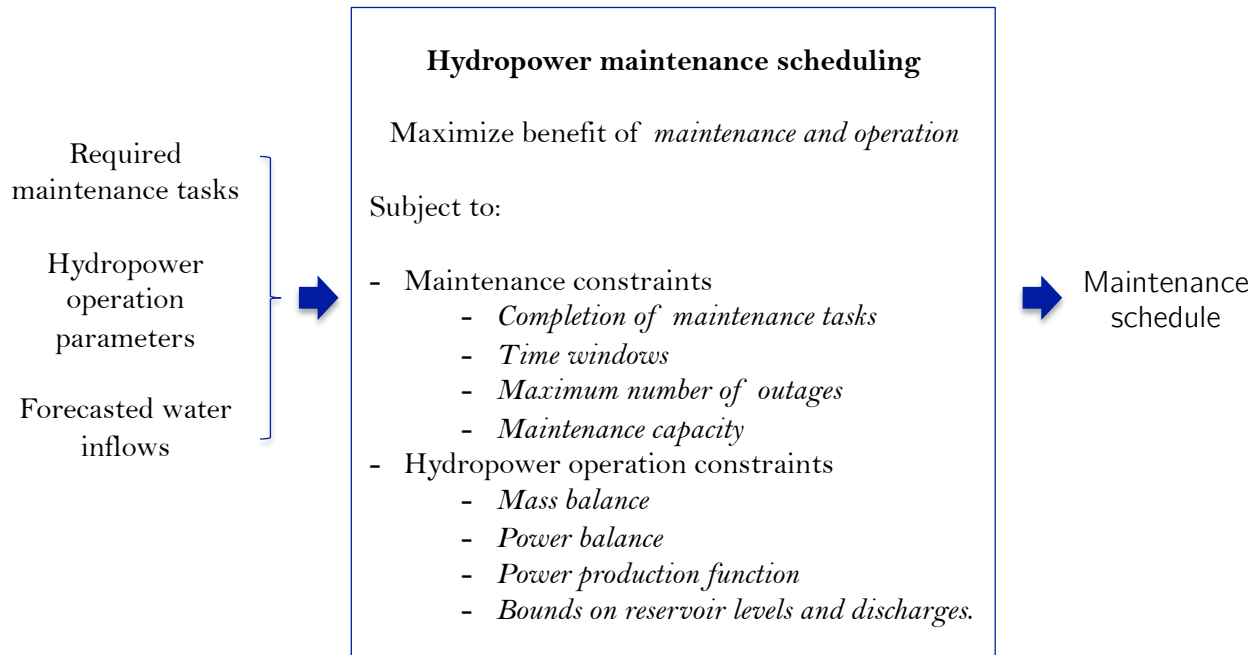 Required
maintenance tasks
Hydropower
operation
parameters
Forecasted water
inflows
Hydropower maintenance scheduling
Maximize benefit of maintenance and operation
Subject to:
- Maintenance constraints
- Completion of maintenance tasks
- Time windows
- Maximum number of outages
- Maintenance capacity
- Hydropower operation constraints
- Mass balance
- Power balance
- Power production function
- Bounds on reservoir levels and discharges.
Maintenance
schedule